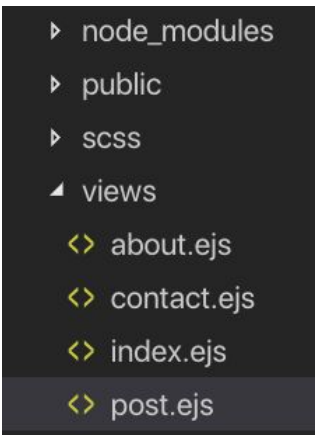 node_modules
public
scss
views
about.ejs
contact.ejs
index.ejs
post.ejs